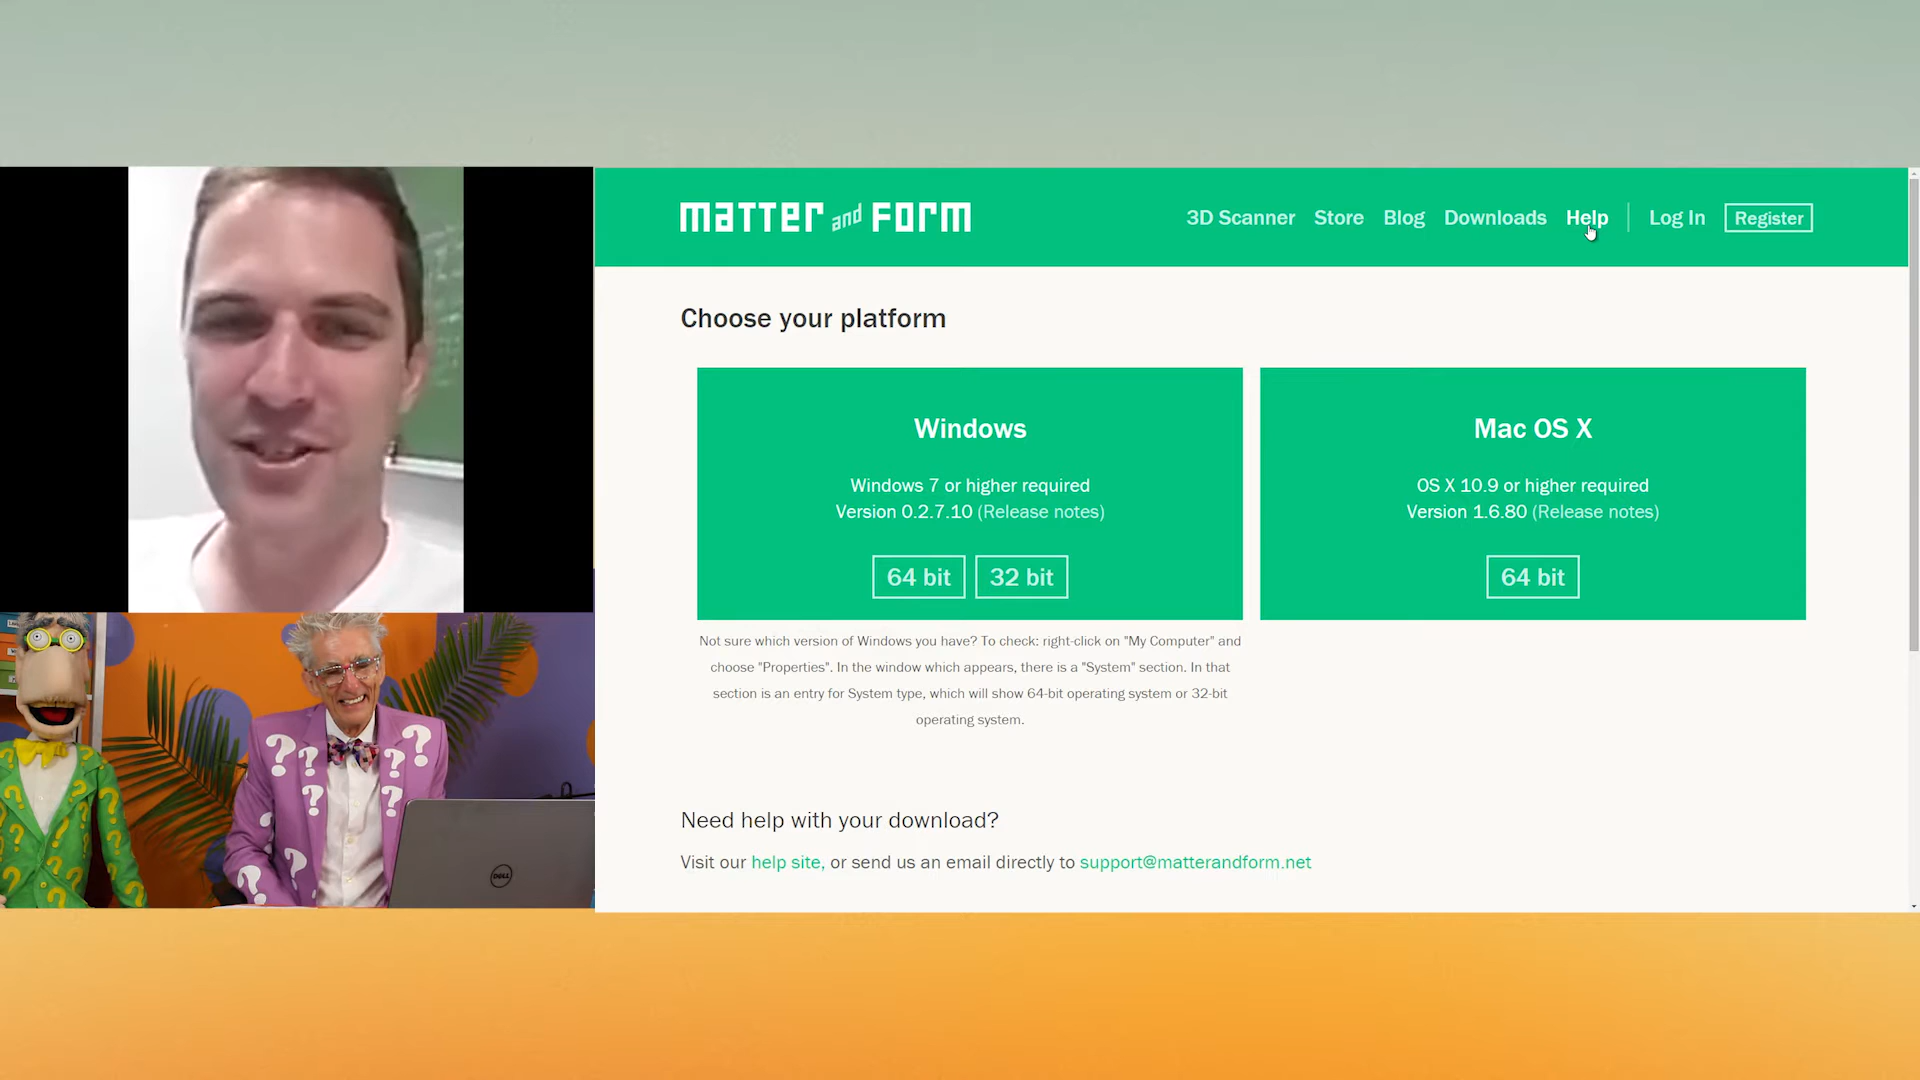 matter and form
3D Scanner Store Blog Downloads Help Log In Register
Choose your platform
Windows
Windows 7 or higher required
Version 0.2.7.10 (Release notes)
64 bit 32 bit
Mac OS X
OS X 10.9 or higher required
Version 1.6.80 (Release notes)
64 bit
Not sure which version of Windows you have? To check: right-click on "My Computer" and
choose "Properties". In the window which appears, there is a "System" section. In that
section is an entry for System type, which will show 64-bit operating system or 32-bit
operating system.
Need help with your download?
Visit our help site, or send us an email directly to support@matterandform.net
DELL